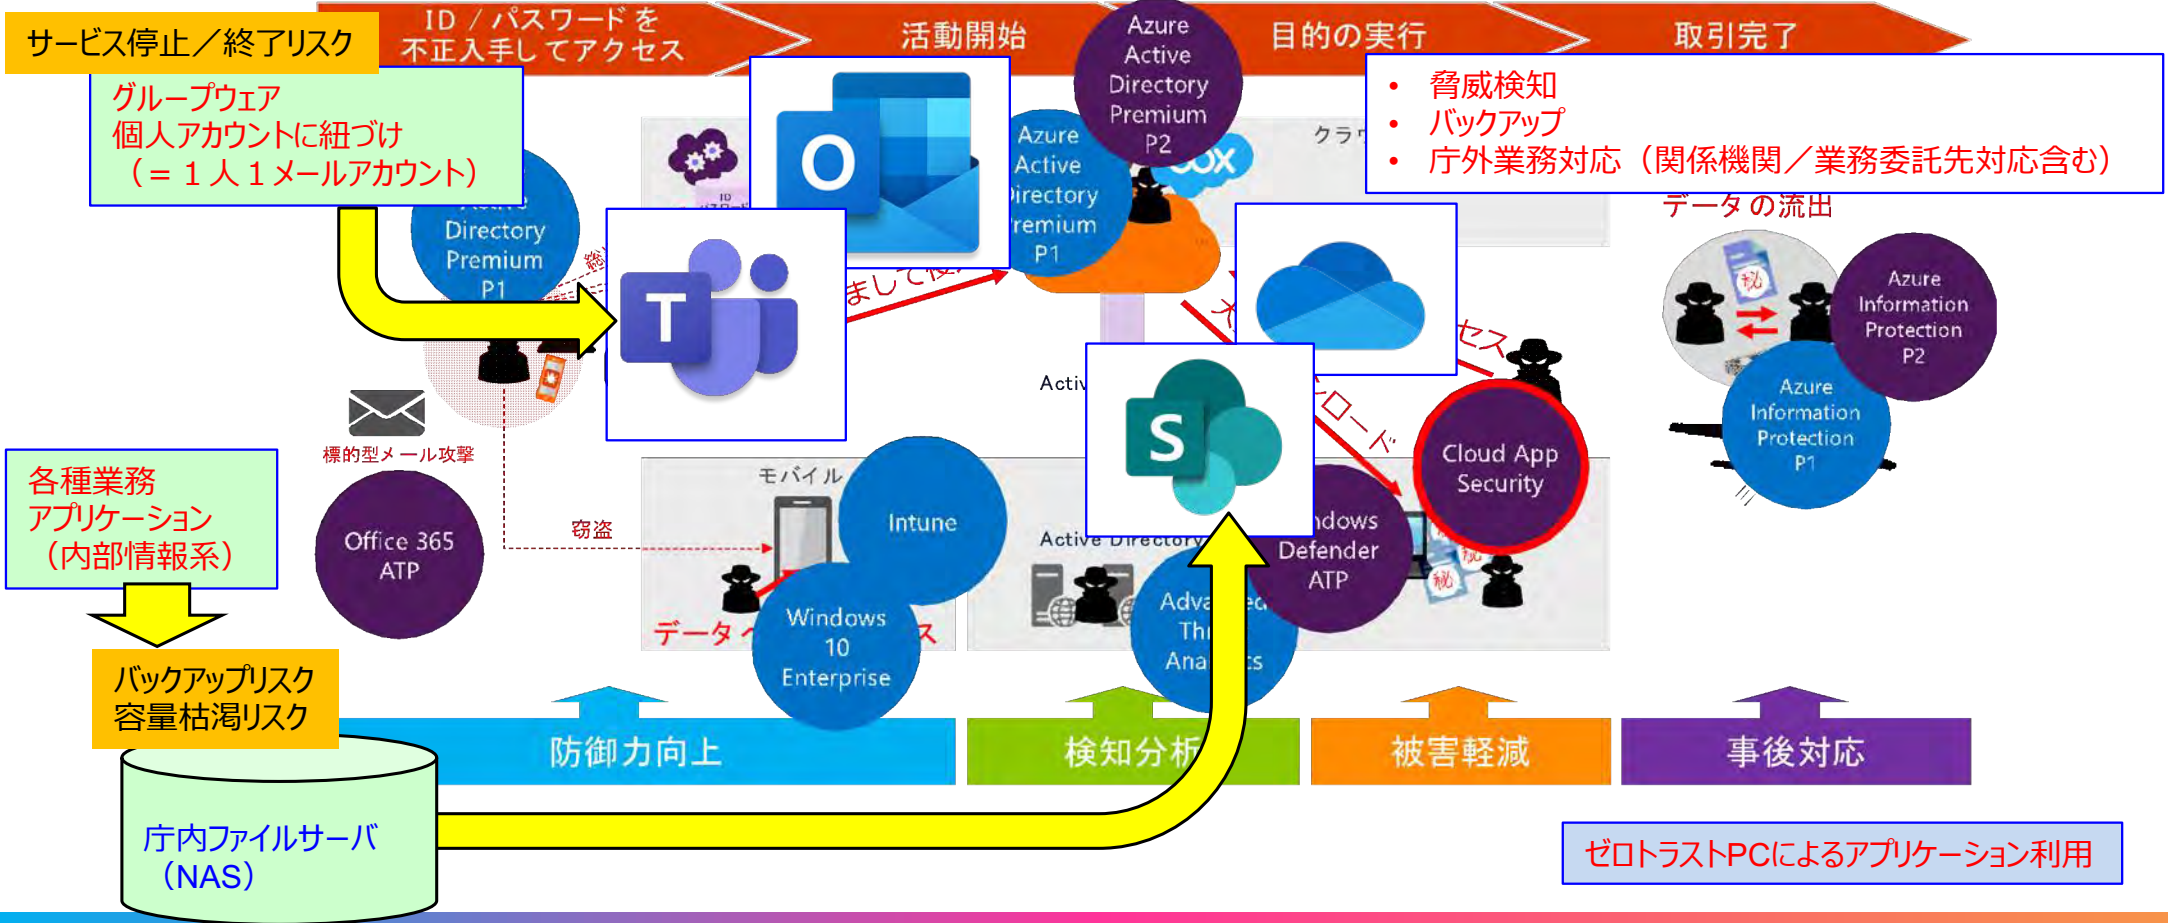 サービス停止／終了リスク
ID / パスワードを
不正入手してアクセス
活動開始
目的の実行
取引完了
グループウェア
個人アカウントに紐づけ
（＝１人１メールアカウント）
Azure
Active
Directory
Premium
P2
• 脅威検知
• バックアップ
• 庁外業務対応（関係機関／業務委託先対応含む）
Directory
Premium
P1
ID
Azure
Active
Directory
Premium
P1
データの流出
秘
Azure
Information
Protection
P2
Azure
Information
Protection
P1
O
T
S
標的型メール攻撃
Office 365
ATP
各種業務
アプリケーション
（内部情報系）
窃盗
モバイル
Intune
Windows
10
Enterprise
Active Directory
Defender
ATP
Cloud App
Security
秘
バックアップリスク
容量枯渇リスク
防御力向上
検知分析
被害軽減
事後対応
庁内ファイルサーバ
（NAS）
ゼロトラストPCによるアプリケーション利用